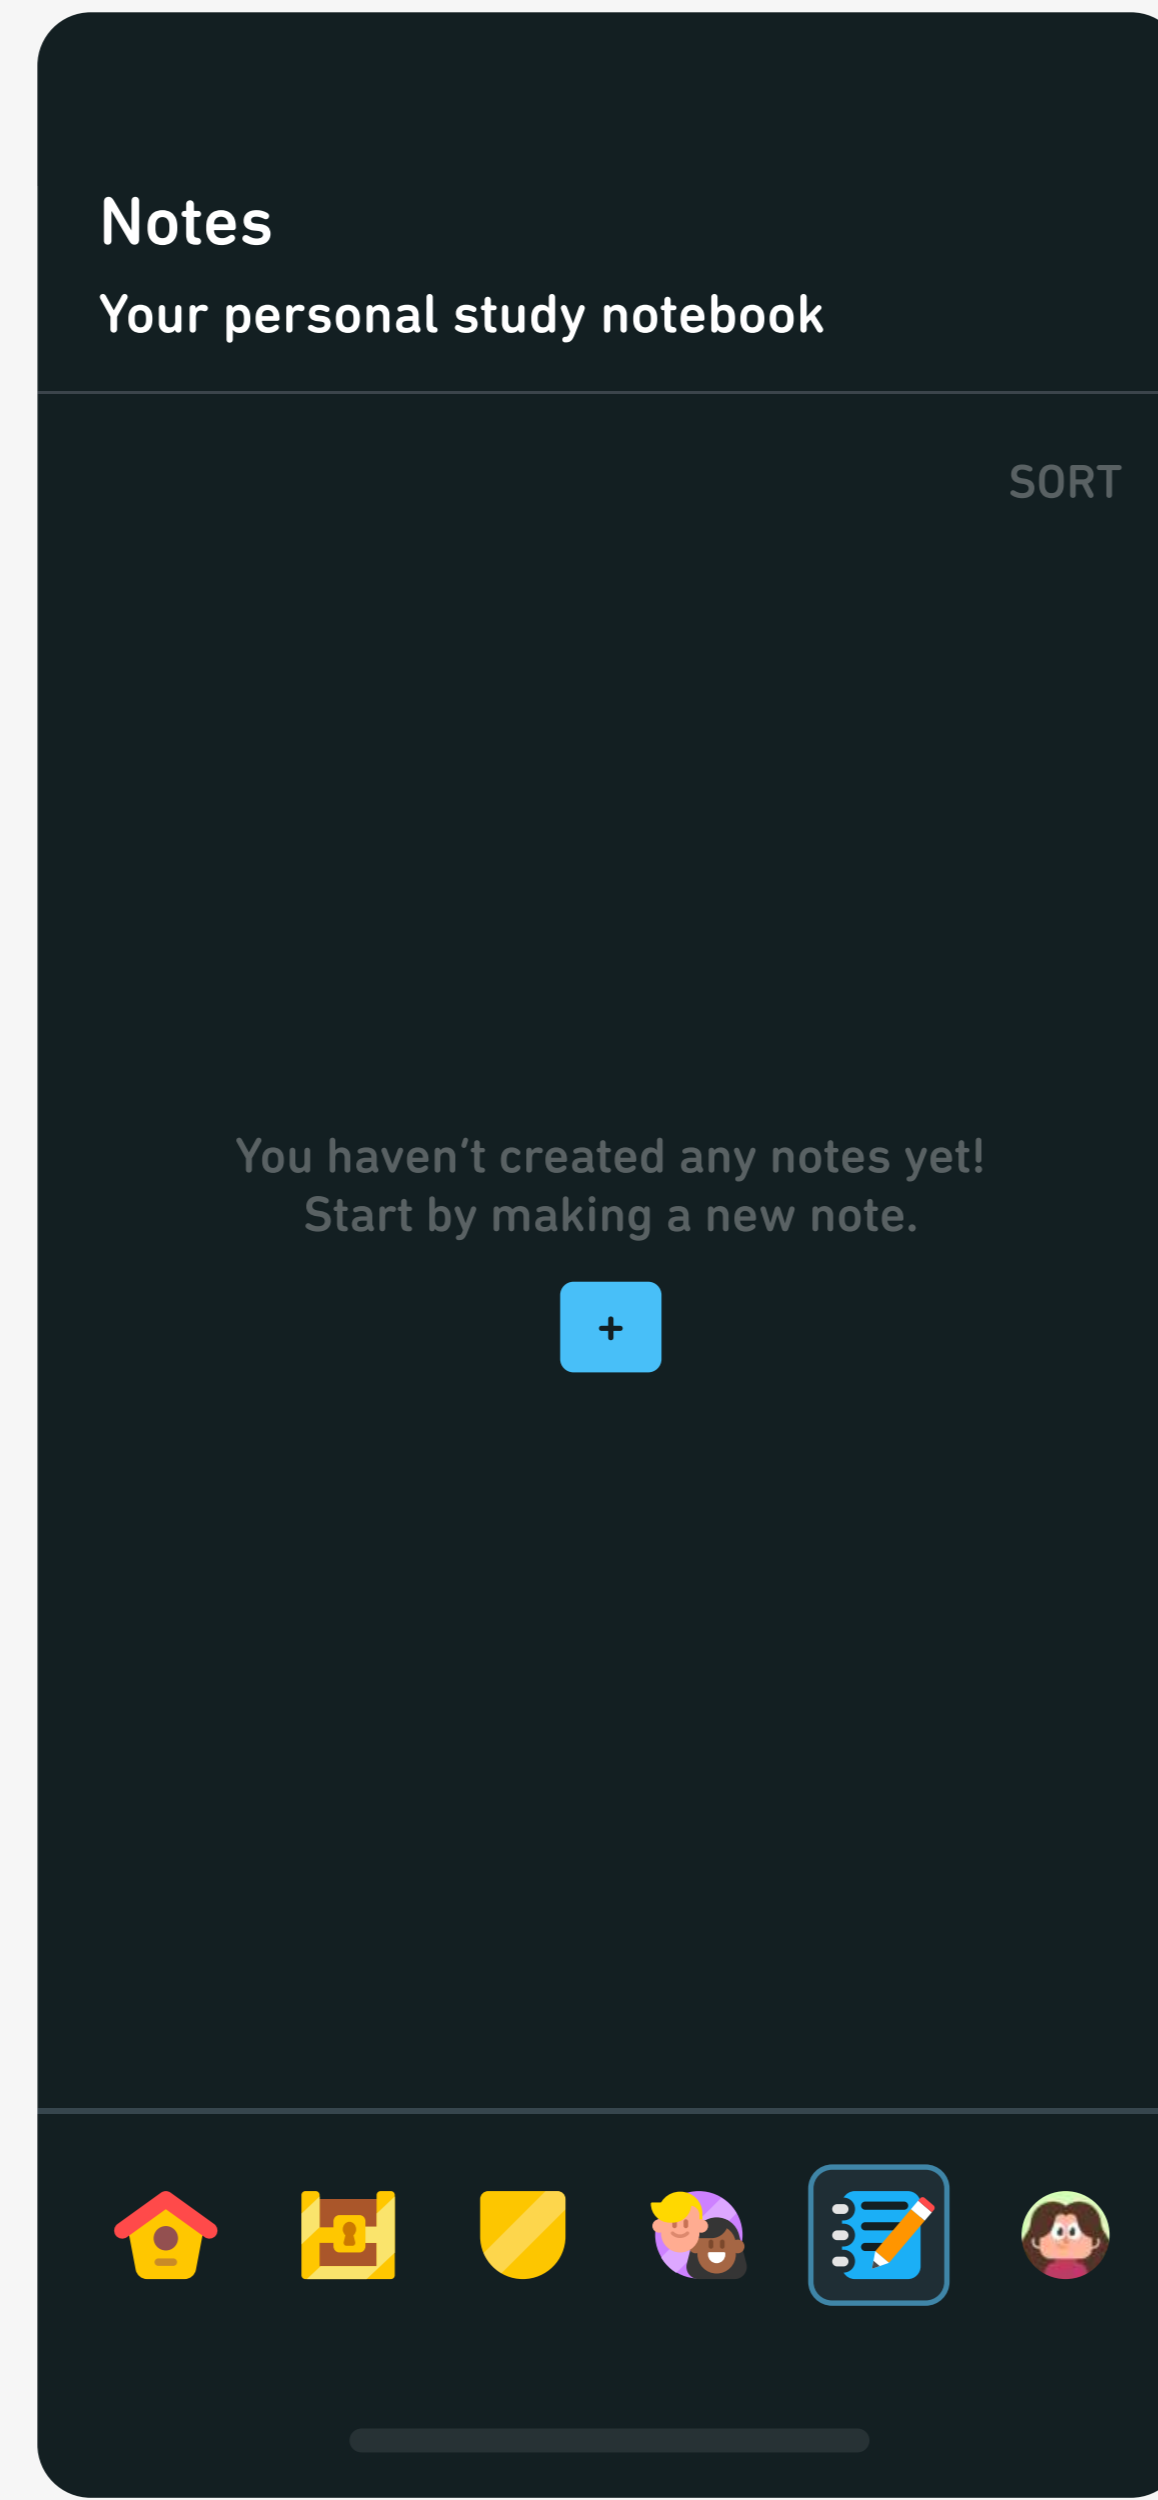 Notes
Your personal study notebook
SORT
You haven't created any notes yet!
Start by making a new note.
+